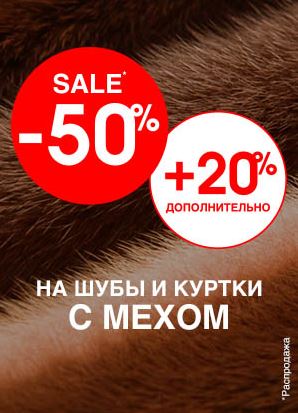 SALE*
-50%
+20%
ДОПОЛНИТЕЛЬНО
НА ШУБЫ И КУРТКИ
С МЕХОМ
*Распродажа